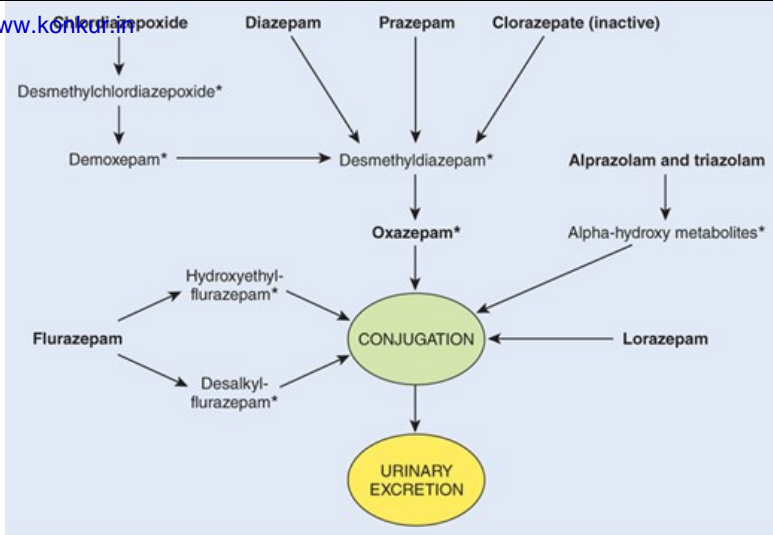 www.konkur.in
Chlordiazepoxide
Diazepam
Prazepam
Clorazepate (inactive)
Desmethylchlordiazepoxide*
Demoxepam*
Desmethyldiazepam*
Alprazolam and triazolam
Oxazepam*
Alpha-hydroxy metabolites*
Hydroxyethyl-
flurazepam*
Flurazepam
CONJUGATION
Lorazepam
Desalkyl-
flurazepam*
URINARY
EXCRETION